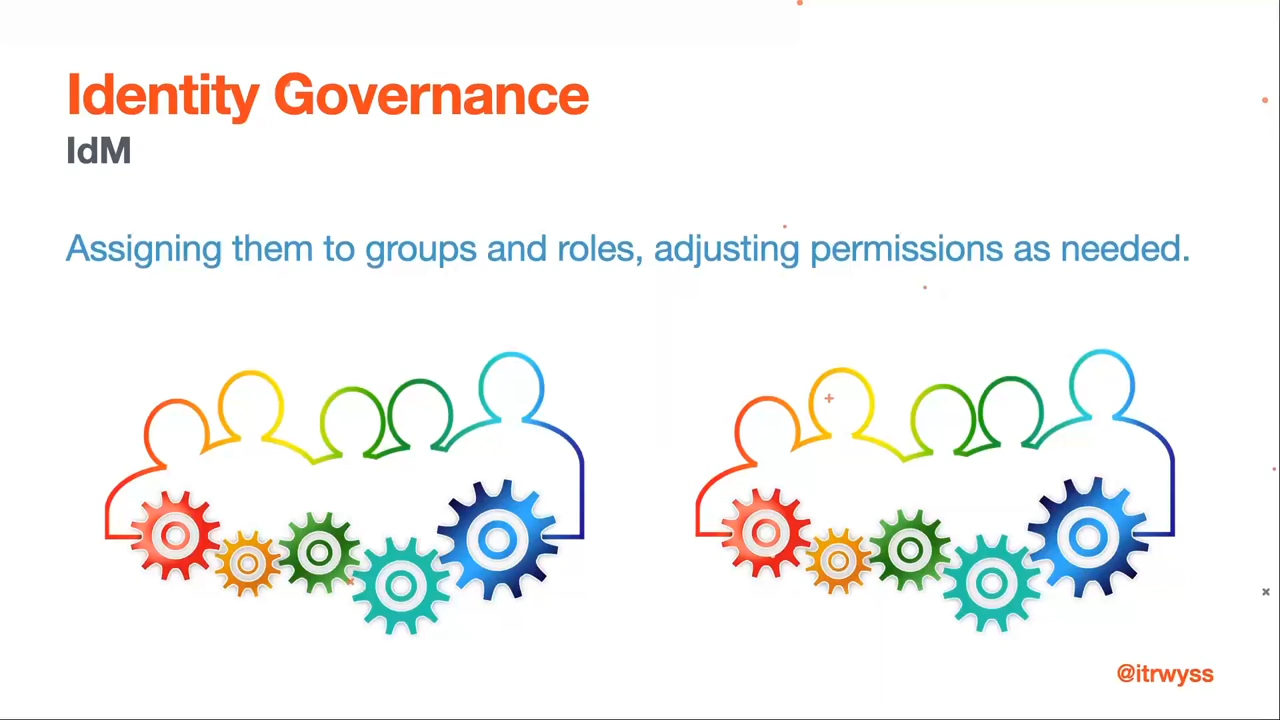 Identity Governance
IdM
Assigning them to groups and roles, adjusting permissions as needed.
@itrwyss